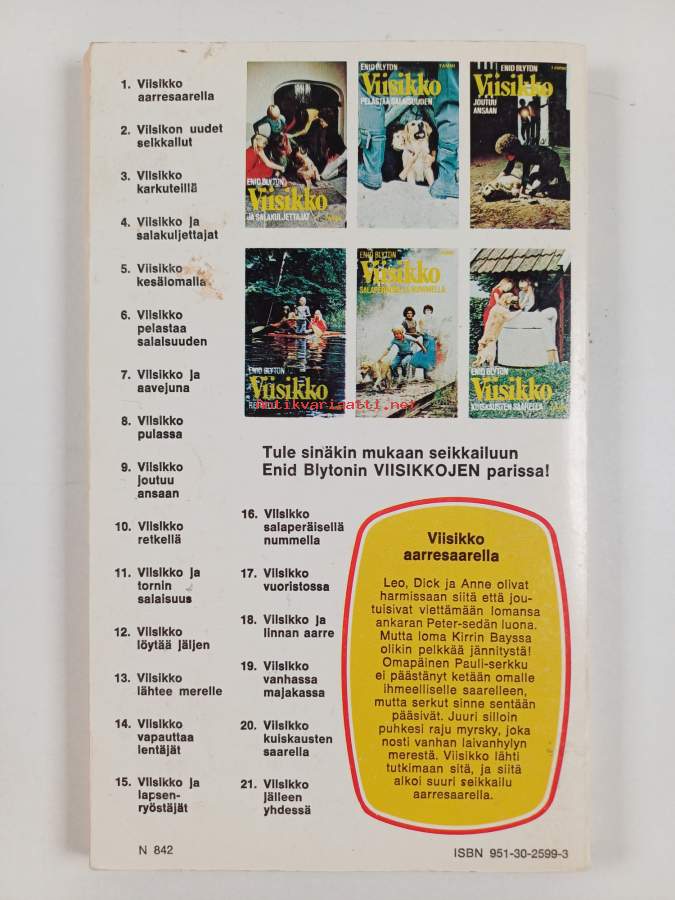 1. Viisikko
aarresaarella
2. Viisikon uudet
seikkailut
3. Viisikko
karkuteillä
4. Viisikko ja
salakuljettajat
5. Viisikko
kesälomalla
6. Viisikko
pelastaa
salaisuuden
7. Viisikko ja
aavejuna
8. Viisikko
pulassa
9. Viisikko
joutuu
ansaan
10. Viisikko
retkellä
11. Viisikko ja
tornin
salaisuus
12. Viisikko
löytää jäljen
13. Viisikko
lähtee merelle
14. Viisikko
vapauttaa
lentäjät
15. Viisikko ja
lapsen-
ryöstäjät
ENID BLYTON
Viisikko
JA SALAKULJETTAJAT
ENID BLYTON
TAMMI
Viisikko
PELASTAA SALAISUUDEN
ENID BLYTON
Viisikko
JOUTUU
ANSAAN
ENID BLYTON
Viisikko
RETKELLÄ
ENID BLYTON
Viisikko
SALAPERÄISELLÄ NUMMELLA
ENID BLYTON
Viisikko
KUISKAUSTEN SAARELLA
antikvariaatti.net
Tule sinäkin mukaan seikkailuun
Enid Blytonin VIISIKKOJEN parissa!
16. Viisikko
salaperäisellä
nummella
17. Viisikko
vuoristossa
18. Viisikko ja
linnan aarre
19. Viisikko
vanhassa
majakassa
20. Viisikko
kuiskausten
saarella
21. Viisikko
jälleen
yhdessä
Viisikko
aarresaarella
Leo, Dick ja Anne olivat
harmissaan siitä että jou-
tuisivat viettämään lomansa
ankaran Peter-sedän luona.
Mutta loma Kirrin Bayssa
olikin pelkkää jännitystä!
Omapäinen Pauli-serkku
ei päästänyt ketään omalle
ihmeelliselle saarelleen,
mutta serkut sinne sentään
pääsivät. Juuri silloin
puhkesi raju myrsky, joka
nosti vanhan laivanhylyn
merestä. Viisikko lähti
tutkimaan sitä, ja siitä
alkoi suuri seikkailu
aarresaarella.
N 842
ISBN 951-30-2599-3